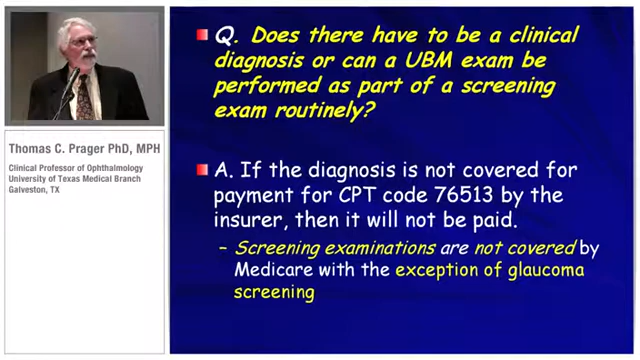 Thomas C. Prager PhD, MPH
Clinical Professor of Ophthalmology
University of Texas Medical Branch
Galveston, TX
Q. Does there have to be a clinical
diagnosis or can a UBM exam be
performed as part of a screening
exam routinely?
A. If the diagnosis is not covered for
payment for CPT code 76513 by the
insurer, then it will not be paid.
– Screening examinations are not covered by
Medicare with the exception of glaucoma
screening